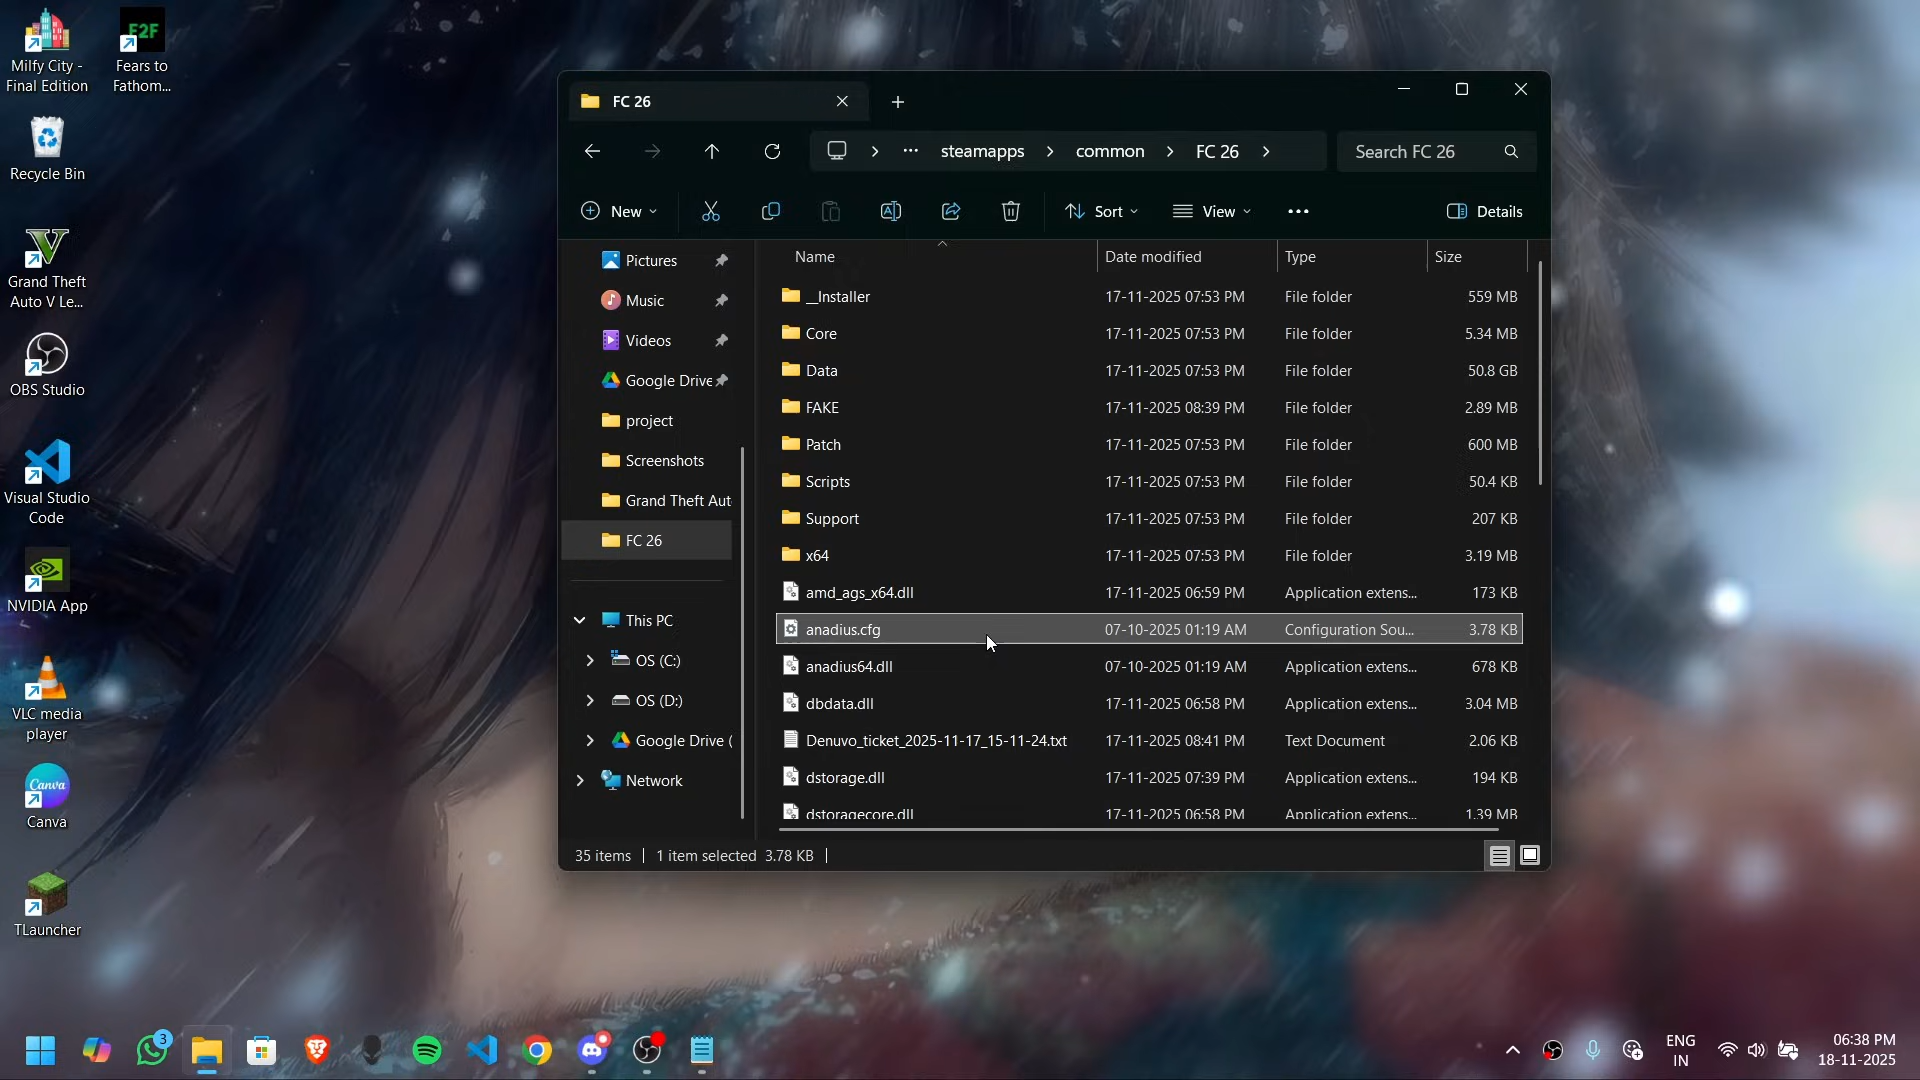 Milfy City -
Final Edition
F2F
Fears to
Fathom...
Recycle Bin
Grand Theft
Auto V Le...
OBS Studio
Visual Studio
Code
NVIDIA App
VLC media
player
Canva
Canva
TLauncher
FC 26
steamapps
common
FC 26
Search FC 26
New
Sort
View
Details
Pictures
Music
Videos
Google Drive
project
Screenshots
Grand Theft Aut
FC 26
This PC
OS (C:)
OS (D:)
Google Drive (
Network
Name Date modified Type Size
__Installer 17-11-2025 07:53 PM File folder 559 MB
Core 17-11-2025 07:53 PM File folder 5.34 MB
Data 17-11-2025 07:53 PM File folder 50.8 GB
FAKE 17-11-2025 08:39 PM File folder 2.89 MB
Patch 17-11-2025 07:53 PM File folder 600 MB
Scripts 17-11-2025 07:53 PM File folder 50.4 KB
Support 17-11-2025 07:53 PM File folder 207 KB
x64 17-11-2025 07:53 PM File folder 3.19 MB
amd_ags_x64.dll 17-11-2025 06:59 PM Application extens... 173 KB
anadius.cfg 07-10-2025 01:19 AM Configuration Sou... 3.78 KB
anadius64.dll 07-10-2025 01:19 AM Application extens... 678 KB
dbdata.dll 17-11-2025 06:58 PM Application extens... 3.04 MB
Denuvo_ticket_2025-11-17_15-11-24.txt 17-11-2025 08:41 PM Text Document 2.06 KB
dstorage.dll 17-11-2025 07:39 PM Application extens... 194 KB
dstoragecore.dll 17-11-2025 06:58 PM Application extens... 1.39 MB
35 items 1 item selected 3.78 KB
3
ENG
IN
06:38 PM
18-11-2025